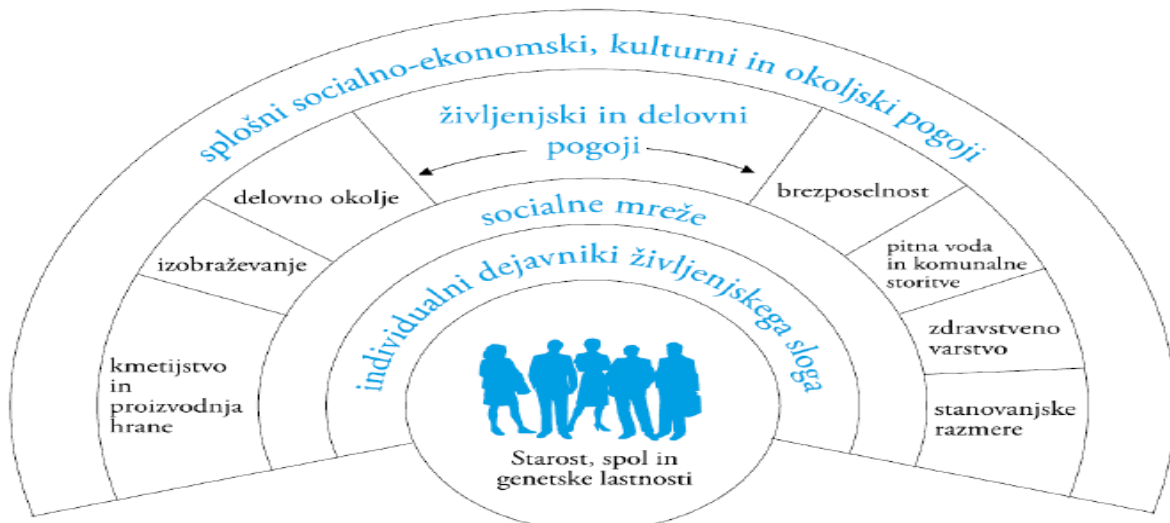 splošni socialno-ekonomski, kulturni in okoljski pogoji
življenjski in delovni
pogoji
delovno okolje
brezposelnost
socialne mreže
izobraževanje
pitna voda
in komunalne
storitve
individualni dejavniki življenjskega sloga
zdravstveno
varstvo
kmetijstvo
in
proizvodnja
hrane
stanovanjske
razmere
Starost, spol in
genetske lastnosti